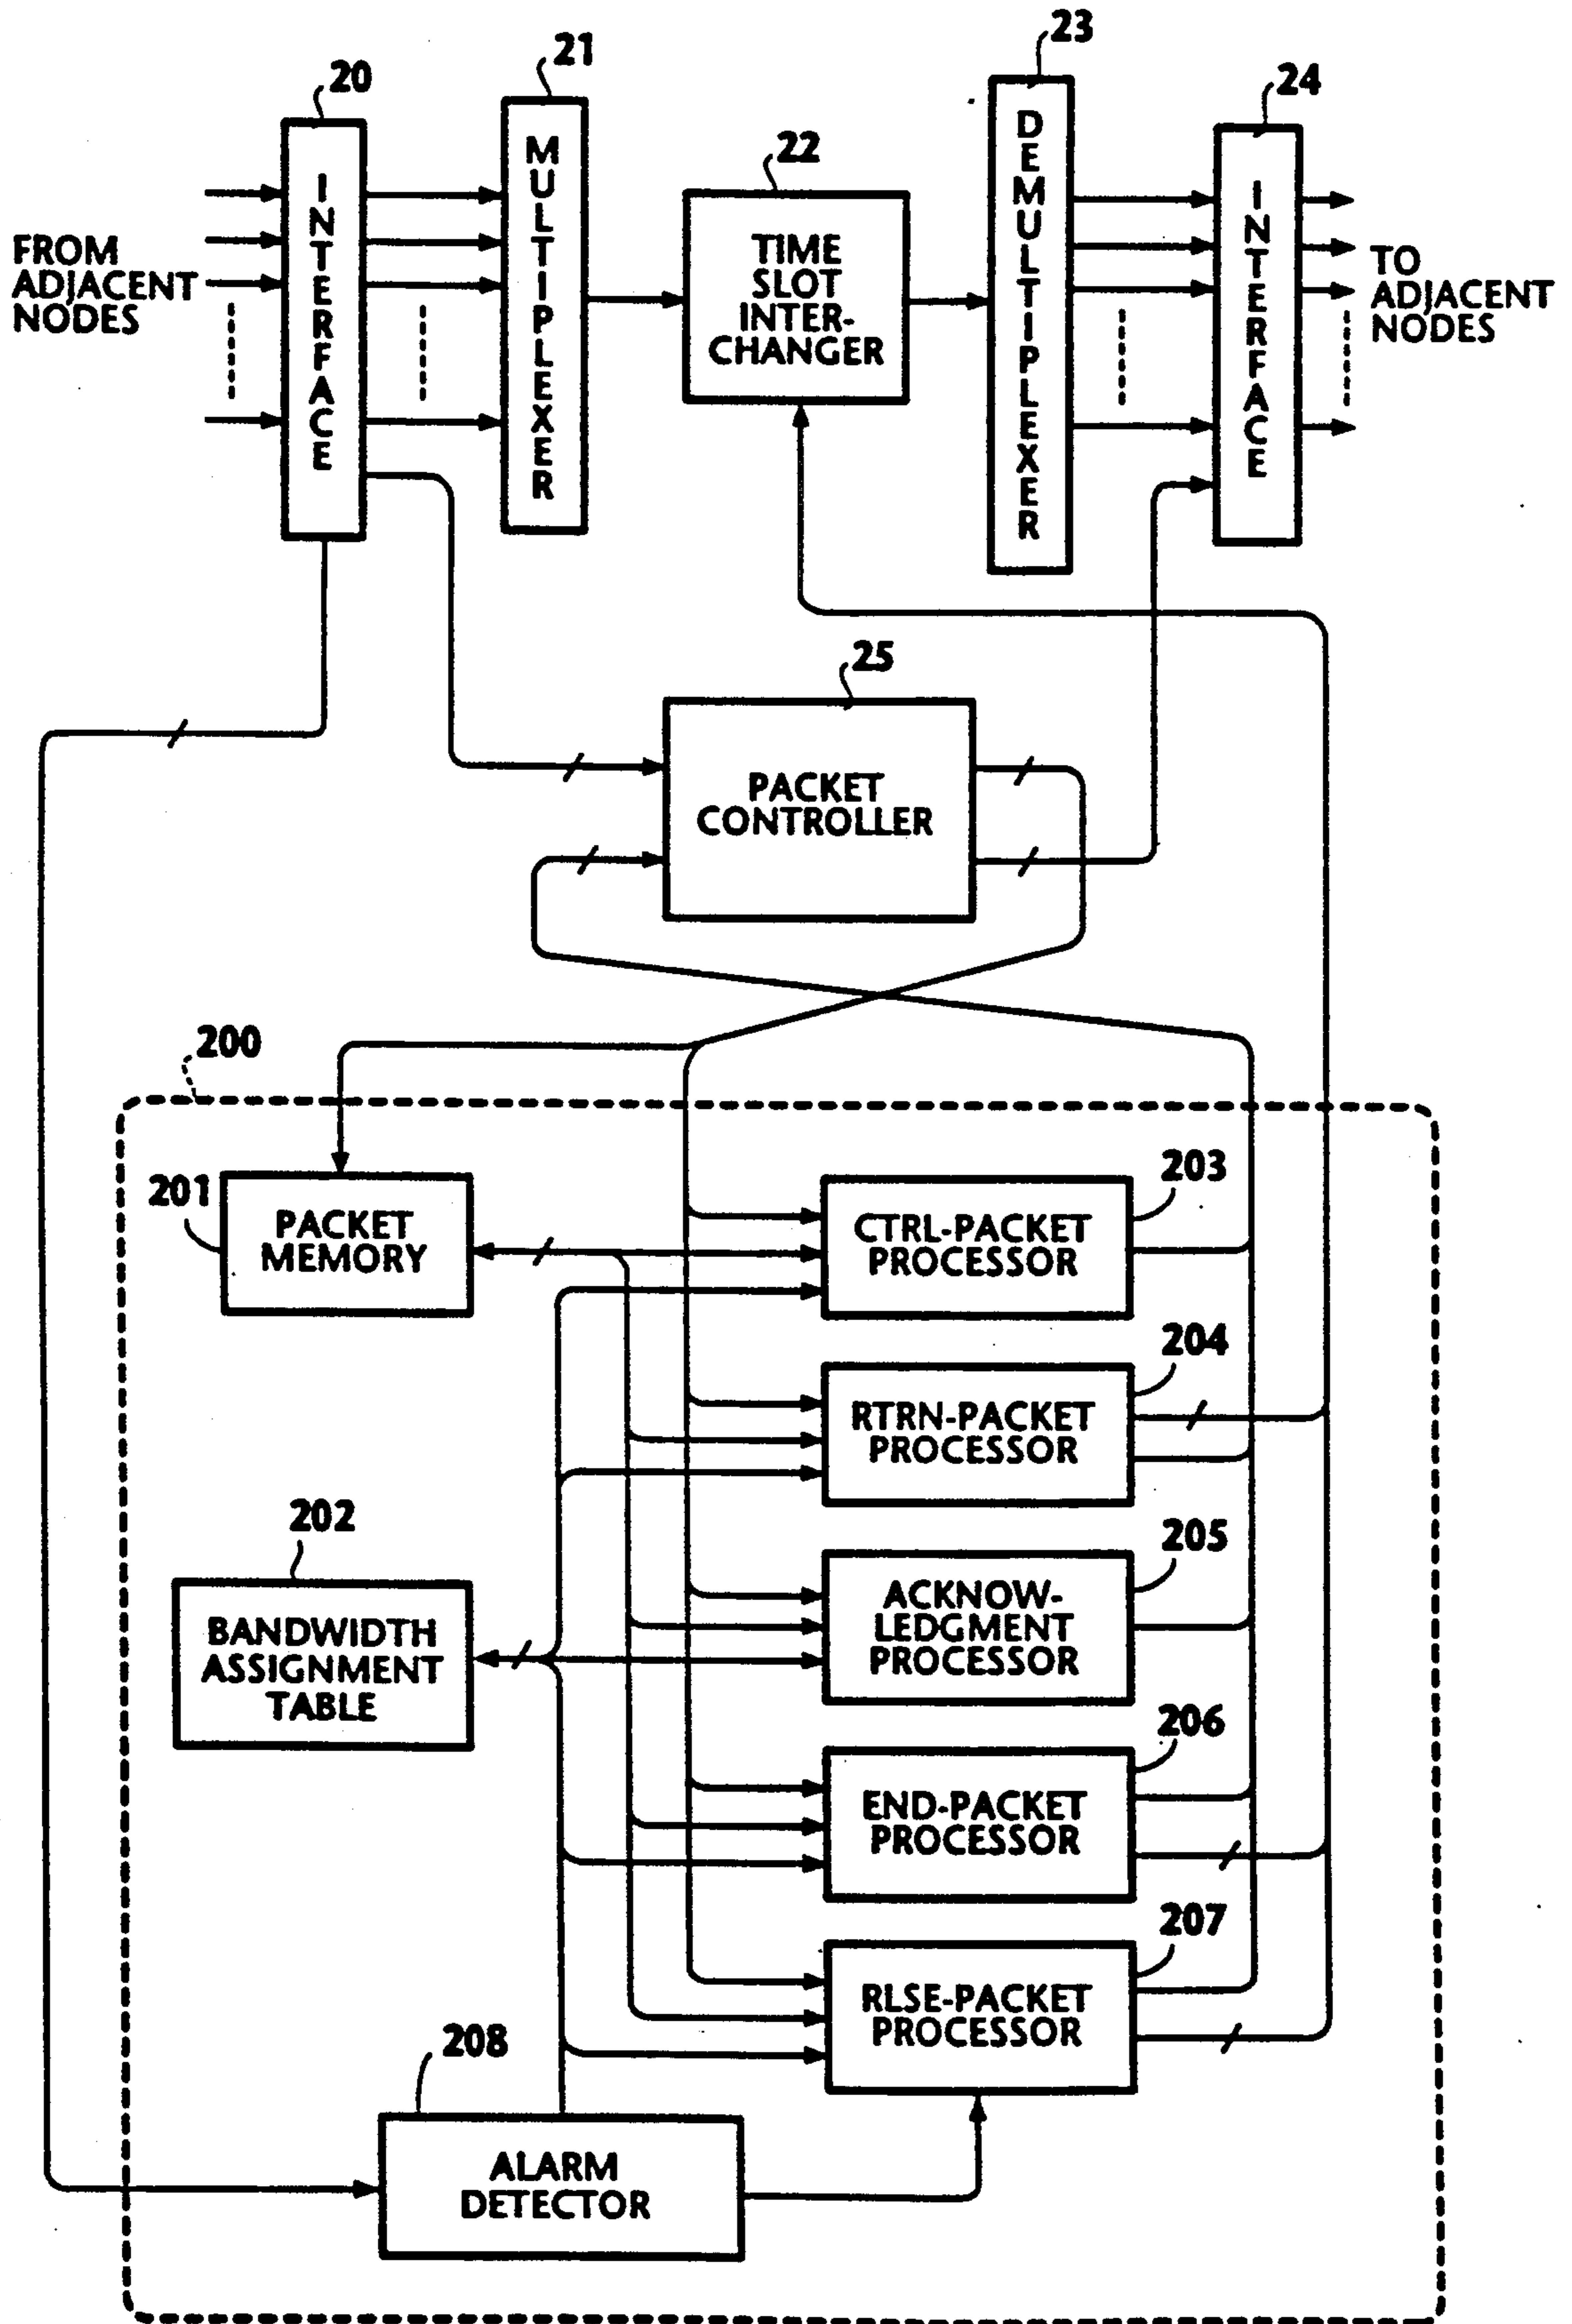 20
21
22
23
24
INTERFACE
MULTIPLEXER
TIME
SLOT
INTER-
CHANGER
DEMULTIPLEXER
INTERFACE
FROM
ADJACENT
NODES
TO
ADJACENT
NODES
25
PACKET
CONTROLLER
200
201
PACKET
MEMORY
203
CTRL-PACKET
PROCESSOR
204
RTRN-PACKET
PROCESSOR
202
BANDWIDTH
ASSIGNMENT
TABLE
205
ACKNOW-
LEDGMENT
PROCESSOR
206
END-PACKET
PROCESSOR
207
RLSE-PACKET
PROCESSOR
208
ALARM
DETECTOR